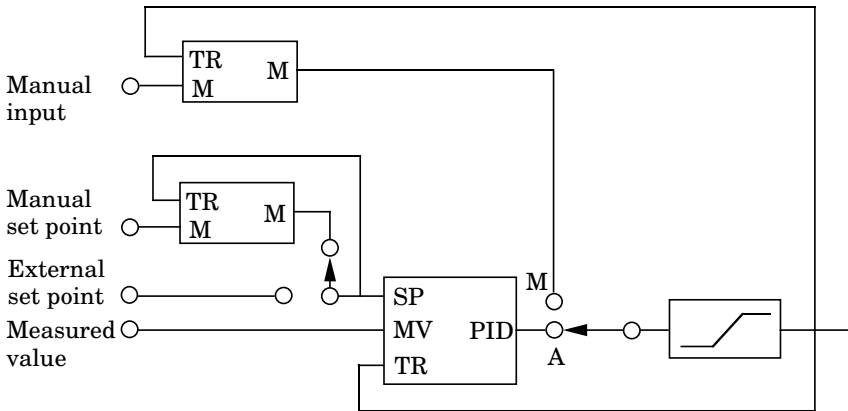 TR
M
M
Manual
input
TR
M
M
Manual
set point
External
set point
Measured
value
SP
MV
PID
TR
M
A